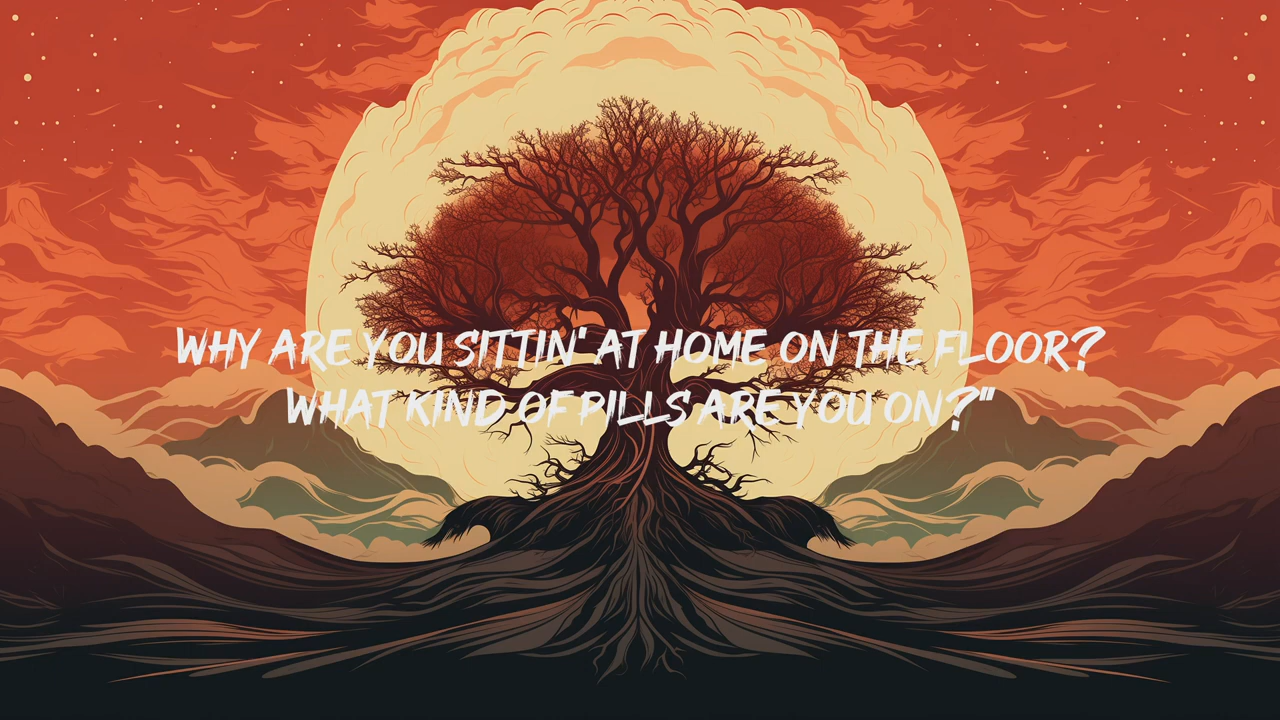 WHY ARE YOU SITTIN' AT HOME ON THE FLOOR?
WHAT KIND OF PILLS ARE YOU ON?"